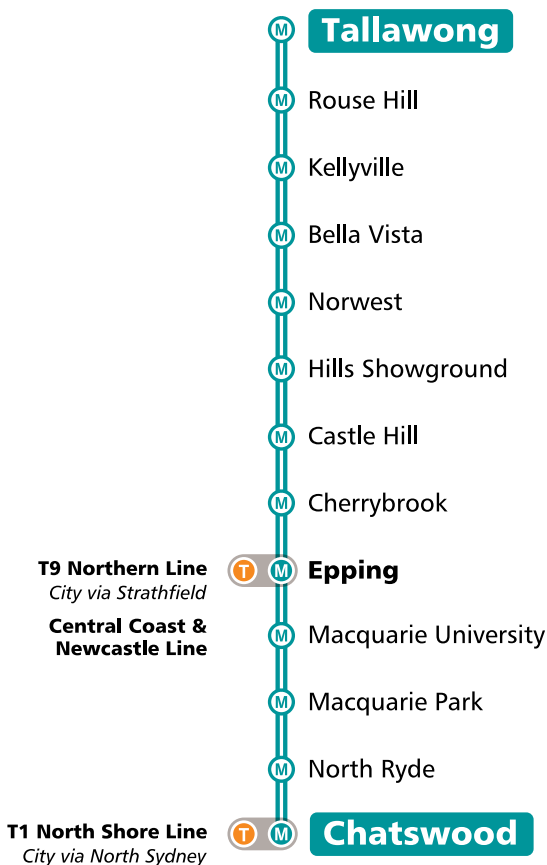 M Tallawong
M Rouse Hill
M Kellyville
M Bella Vista
M Norwest
M Hills Showground
M Castle Hill
M Cherrybrook
T9 Northern Line T M Epping
City via Strathfield
Central Coast &
Newcastle Line
M Macquarie University
M Macquarie Park
M North Ryde
T1 North Shore Line T M Chatswood
City via North Sydney